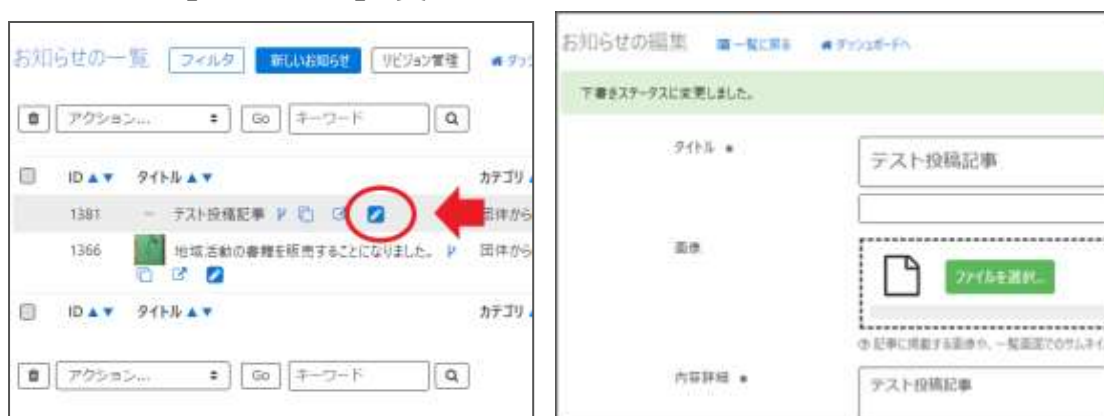 お知らせの一覧 フィルタ 新しいお知らせ リビジョン管理
アクション... Go キーワード
ID▲▼ タイトル▲▼ カテゴリ
1381 － テスト投稿記事 団体から
1366 地域活動の書籍を販売することになりました。 団体から
ID▲▼ タイトル▲▼ カテゴリ
アクション... Go キーワード
お知らせの編集 一覧に戻る ダッシュボードへ
下書きステータスに変更しました。
タイトル
テスト投稿記事
画像
ファイルを選択...
記事に掲載する画像や、一覧画面でのサムネイ
内容詳細
テスト投稿記事